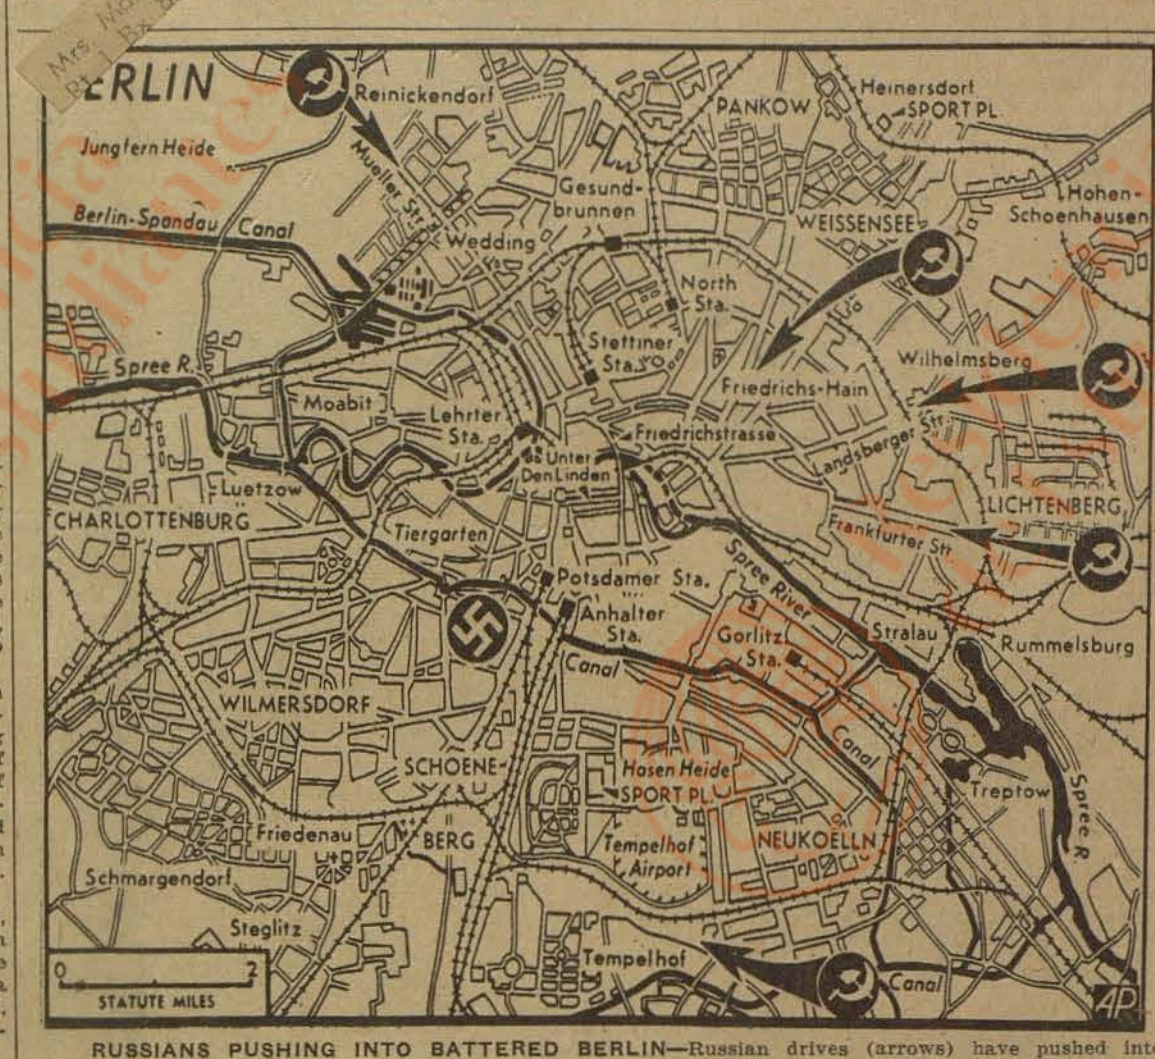 Mrs
BERLIN
Reinickendorf
Heinersdorf
SPORT PL.
PANKOW
Jungfern Heide
Mueller Str.
Gesund-
brunnen
Hohen-
Schoenhausen
WEISSENSEE
Berlin-Spandau Canal
Wedding
North
Sta.
Stettiner
Sta.
Wilhelmsberg
Spree R.
Friedrichs-Hain
Moabit
Lehrter
Sta.
Friedrichstrasse
Landsberger Str.
Unter
Den Linden
Luetzow
LICHTENBERG
CHARLOTTENBURG
Tiergarten
Frankfurter Str.
Spree River
Potsdamer Sta.
Anhalter
Sta.
Gorlitz
Sta.
Stralau
Rummelsburg
Canal
WILMERSDORF
Canal
SCHOENE-
BERG
Hasen Heide
SPORT PL.
Treptow
Spree R
Friedenau
Tempelhof
Airport
NEUKOELLN
Schmargendorf
Steglitz
Tempelhof
Canal
0 2
STATUTE MILES
AP
RUSSIANS PUSHING INTO BATTERED BERLIN—Russian drives (arrows) have pushed into